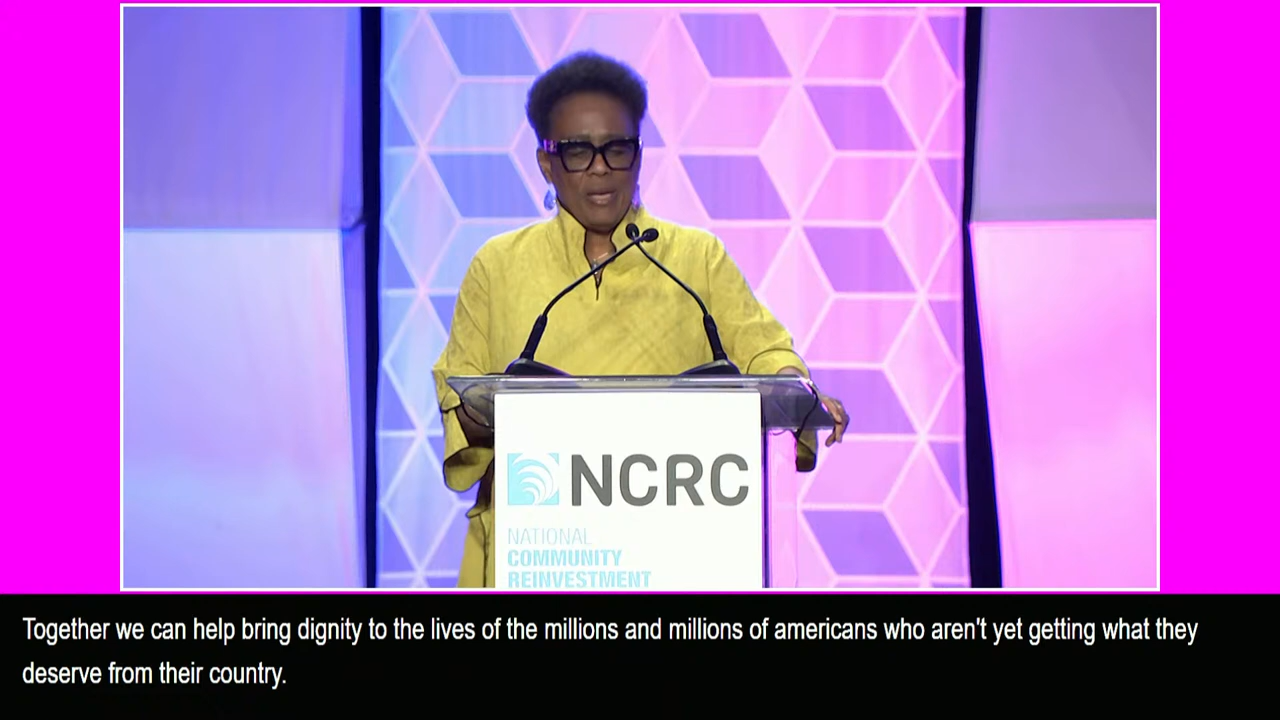 NCRC
NATIONAL
COMMUNITY
REINVESTMENT
Together we can help bring dignity to the lives of the millions and millions of americans who aren't yet getting what they
deserve from their country.